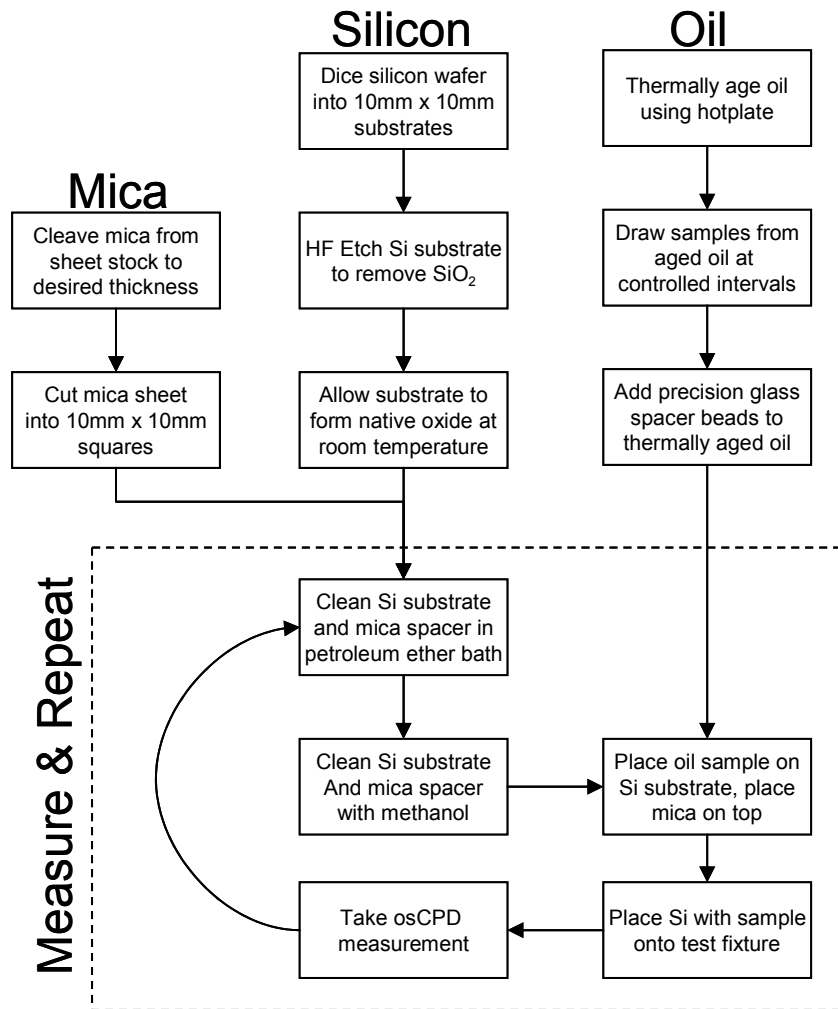 Silicon
Oil
Dice silicon wafer
into 10mm x 10mm
substrates
Thermally age oil
using hotplate
Mica
Cleave mica from
sheet stock to
desired thickness
HF Etch Si substrate
to remove SiO₂
Draw samples from
aged oil at
controlled intervals
Cut mica sheet
into 10mm x 10mm
squares
Allow substrate to
form native oxide at
room temperature
Add precision glass
spacer beads to
thermally aged oil
Measure & Repeat
Clean Si substrate
and mica spacer in
petroleum ether bath
Clean Si substrate
And mica spacer
with methanol
Place oil sample on
Si substrate, place
mica on top
Take osCPD
measurement
Place Si with sample
onto test fixture